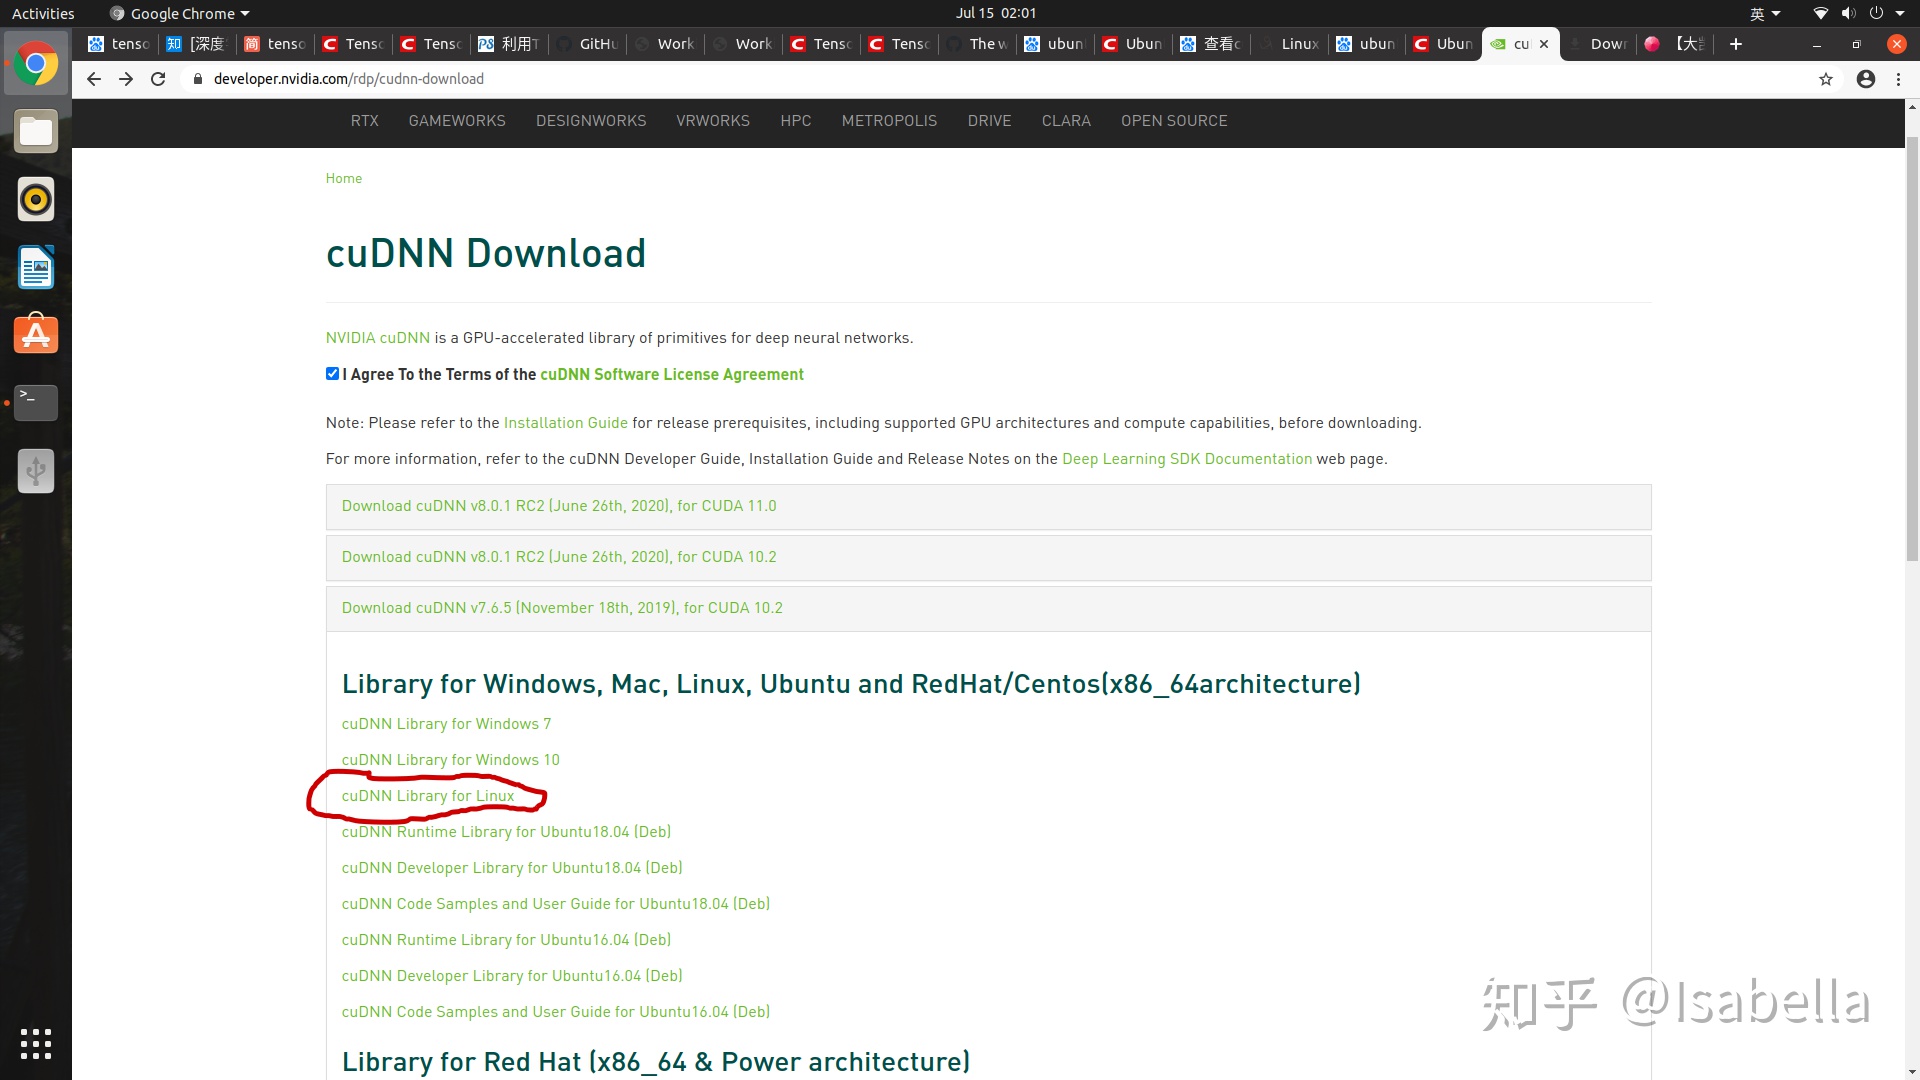 Activities
Google Chrome
Jul 15 02:01
英
tenso
知 [深度
简 tenso
C Tenso
C Tenso
PS 利用T
GitHu
Work
Work
C Tenso
C Tenso
The w
ubun
C Ubun
查看c
Linux
ubun
C Ubun
cu
Down
developer.nvidia.com/rdp/cudnn-download
RTX GAMEWORKS DESIGNWORKS VRWORKS HPC METROPOLIS DRIVE CLARA OPEN SOURCE
Home
cuDNN Download
NVIDIA cuDNN is a GPU-accelerated library of primitives for deep neural networks.
I Agree To the Terms of the cuDNN Software License Agreement
Note: Please refer to the Installation Guide for release prerequisites, including supported GPU architectures and compute capabilities, before downloading.
For more information, refer to the cuDNN Developer Guide, Installation Guide and Release Notes on the Deep Learning SDK Documentation web page.
Download cuDNN v8.0.1 RC2 (June 26th, 2020), for CUDA 11.0
Download cuDNN v8.0.1 RC2 (June 26th, 2020), for CUDA 10.2
Download cuDNN v7.6.5 (November 18th, 2019), for CUDA 10.2
Library for Windows, Mac, Linux, Ubuntu and RedHat/Centos(x86_64architecture)
cuDNN Library for Windows 7
cuDNN Library for Windows 10
cuDNN Library for Linux
cuDNN Runtime Library for Ubuntu18.04 (Deb)
cuDNN Developer Library for Ubuntu18.04 (Deb)
cuDNN Code Samples and User Guide for Ubuntu18.04 (Deb)
cuDNN Runtime Library for Ubuntu16.04 (Deb)
cuDNN Developer Library for Ubuntu16.04 (Deb)
cuDNN Code Samples and User Guide for Ubuntu16.04 (Deb)
Library for Red Hat (x86_64 & Power architecture)
知乎 @Isabella